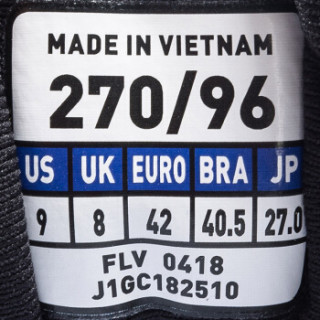 MADE IN VIETNAM
270/96
US UK EURO BRA JP
9 8 42 40.5 27.0
FLV 0418
J1GC182510